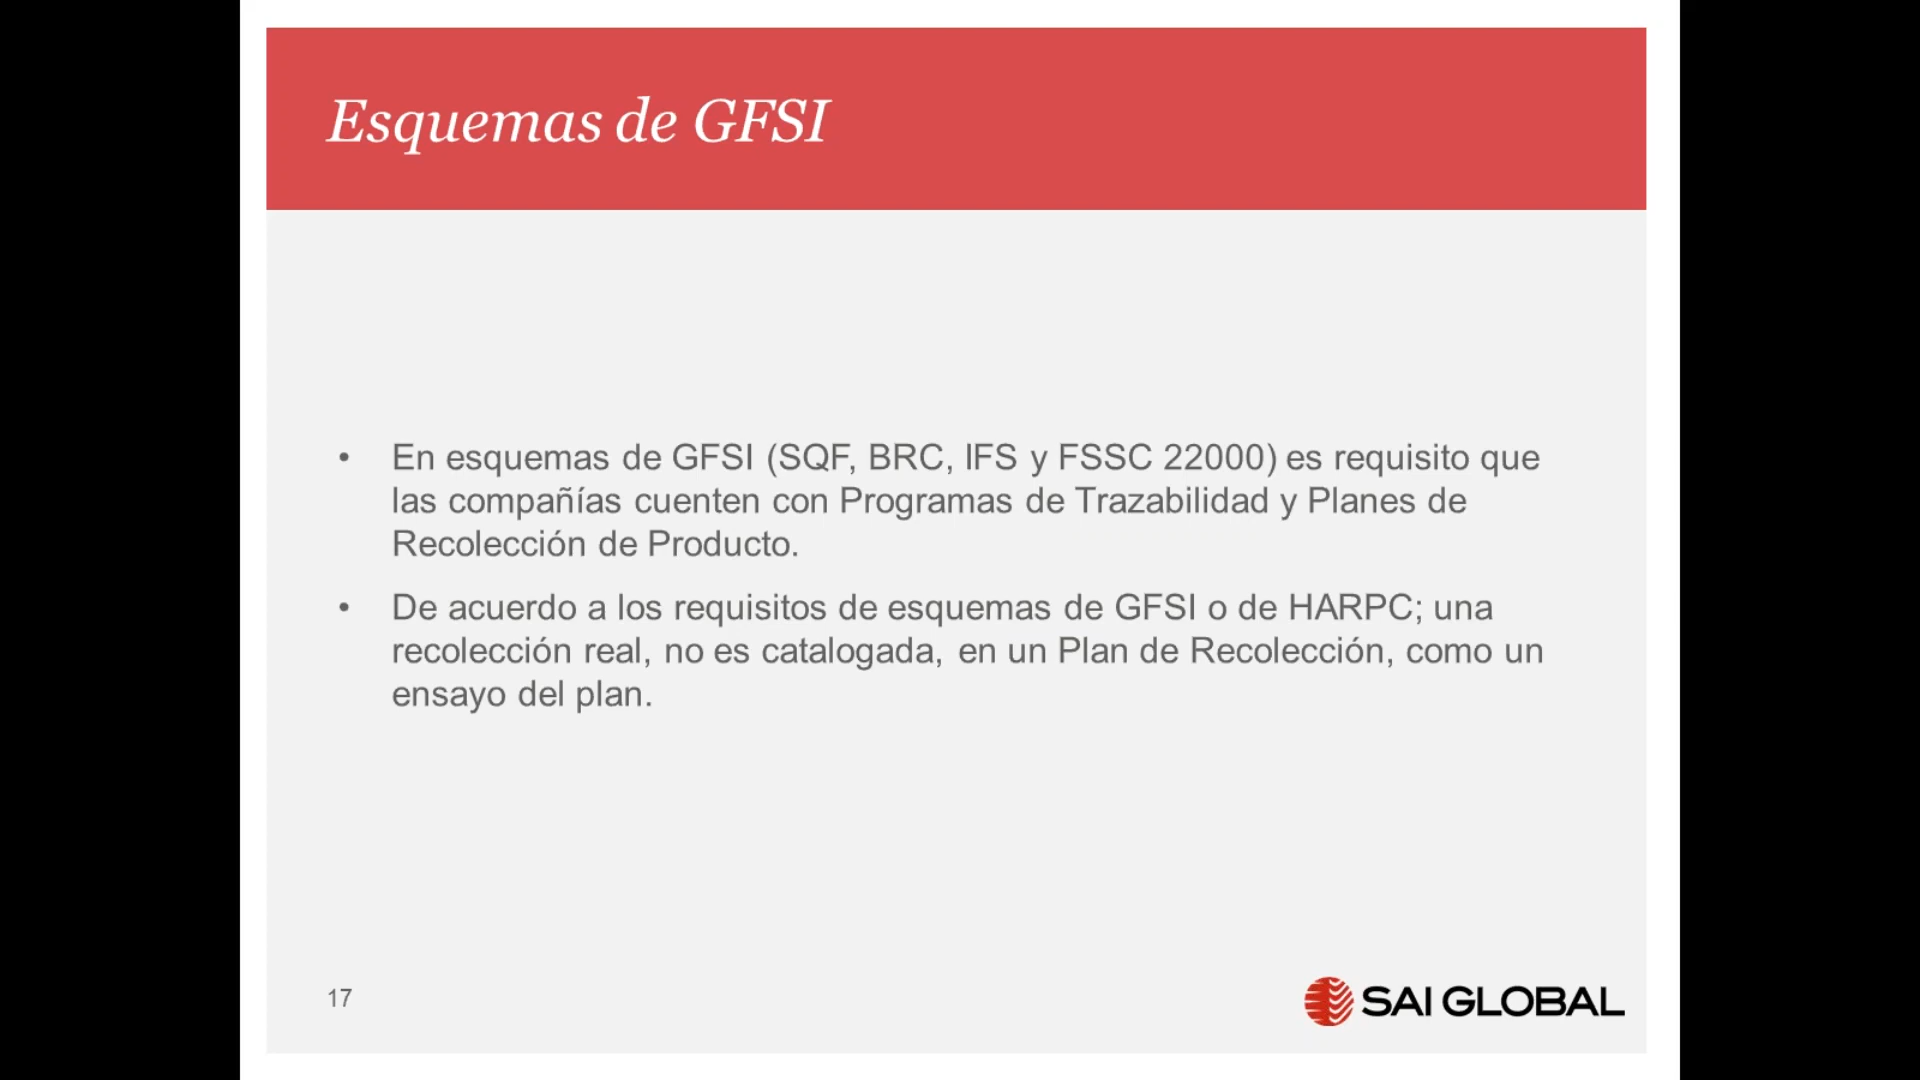 Esquemas de GFSI
• En esquemas de GFSI (SQF, BRC, IFS y FSSC 22000) es requisito que
las compañías cuenten con Programas de Trazabilidad y Planes de
Recolección de Producto.
• De acuerdo a los requisitos de esquemas de GFSI o de HARPC; una
recolección real, no es catalogada, en un Plan de Recolección, como un
ensayo del plan.
17
SAI GLOBAL